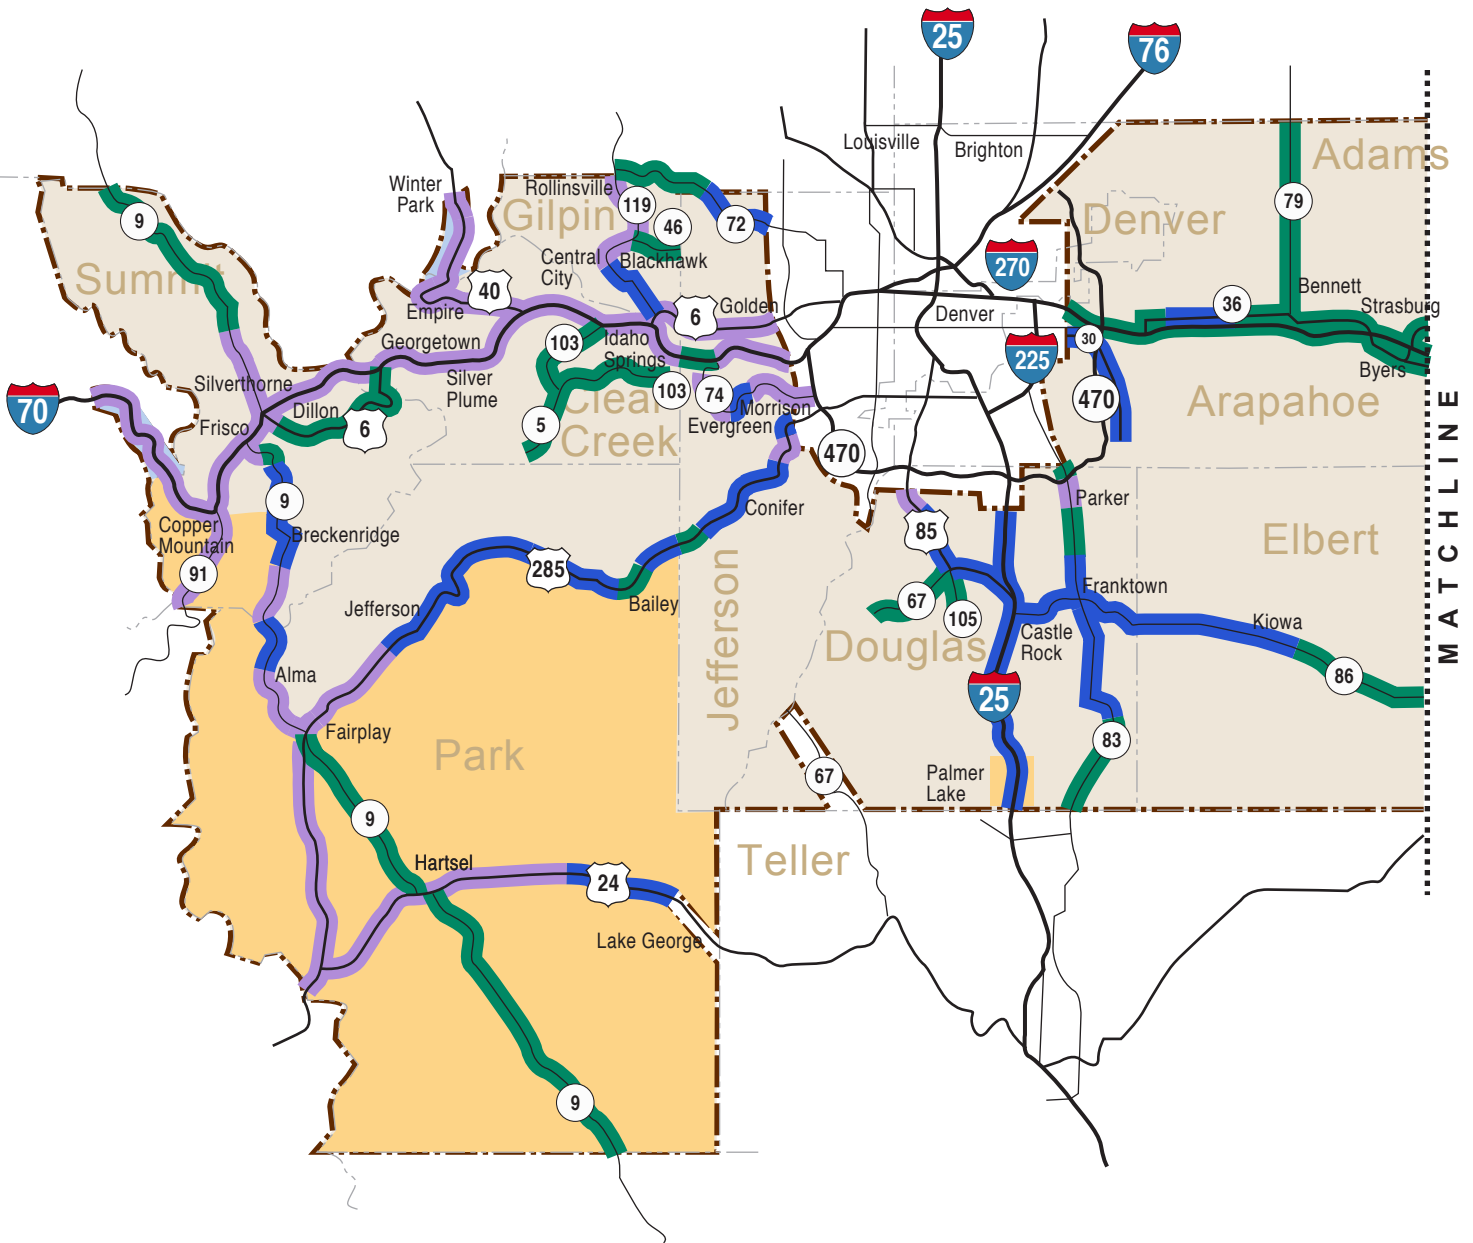 25
76
Louisville
Brighton
Adams
Winter
Park
Rollinsville
119
79
9
Gilpin
46
72
Denver
Summit
Central
City
Blackhawk
270
40
Empire
6
Golden
Denver
36
Bennett
Strasburg
Georgetown
103
Idaho
Springs
225
30
Byers
70
Silverthorne
Silver
Plume
103
74
470
Arapahoe
Dillon
Frisco
6
5
Clear
Creek
Morrison
Evergreen
470
MATCHLINE
9
Copper
Mountain
Breckenridge
Conifer
85
Parker
Elbert
91
285
Jefferson
Bailey
67
105
Franktown
Kiowa
Castle
Rock
Jefferson
Douglas
Alma
86
25
Fairplay
Park
83
67
Palmer
Lake
9
Teller
Hartsel
24
Lake George
9